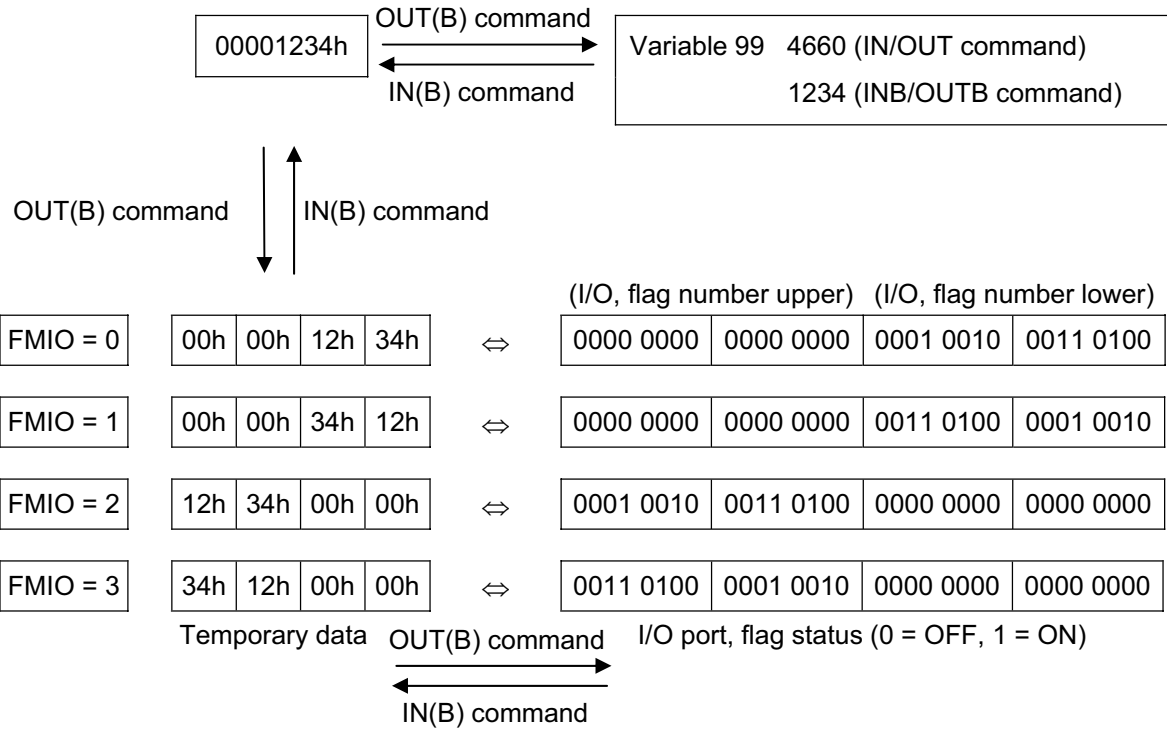 OUT(B) command
00001234h
Variable 99 4660 (IN/OUT command)
IN(B) command
1234 (INB/OUTB command)
OUT(B) command
IN(B) command
(I/O, flag number upper) (I/O, flag number lower)
FMIO = 0 00h 00h 12h 34h ⇔ 0000 0000 0000 0000 0001 0010 0011 0100
FMIO = 1 00h 00h 34h 12h ⇔ 0000 0000 0000 0000 0011 0100 0001 0010
FMIO = 2 12h 34h 00h 00h ⇔ 0001 0010 0011 0100 0000 0000 0000 0000
FMIO = 3 34h 12h 00h 00h ⇔ 0011 0100 0001 0010 0000 0000 0000 0000
Temporary data OUT(B) command I/O port, flag status (0 = OFF, 1 = ON)
IN(B) command